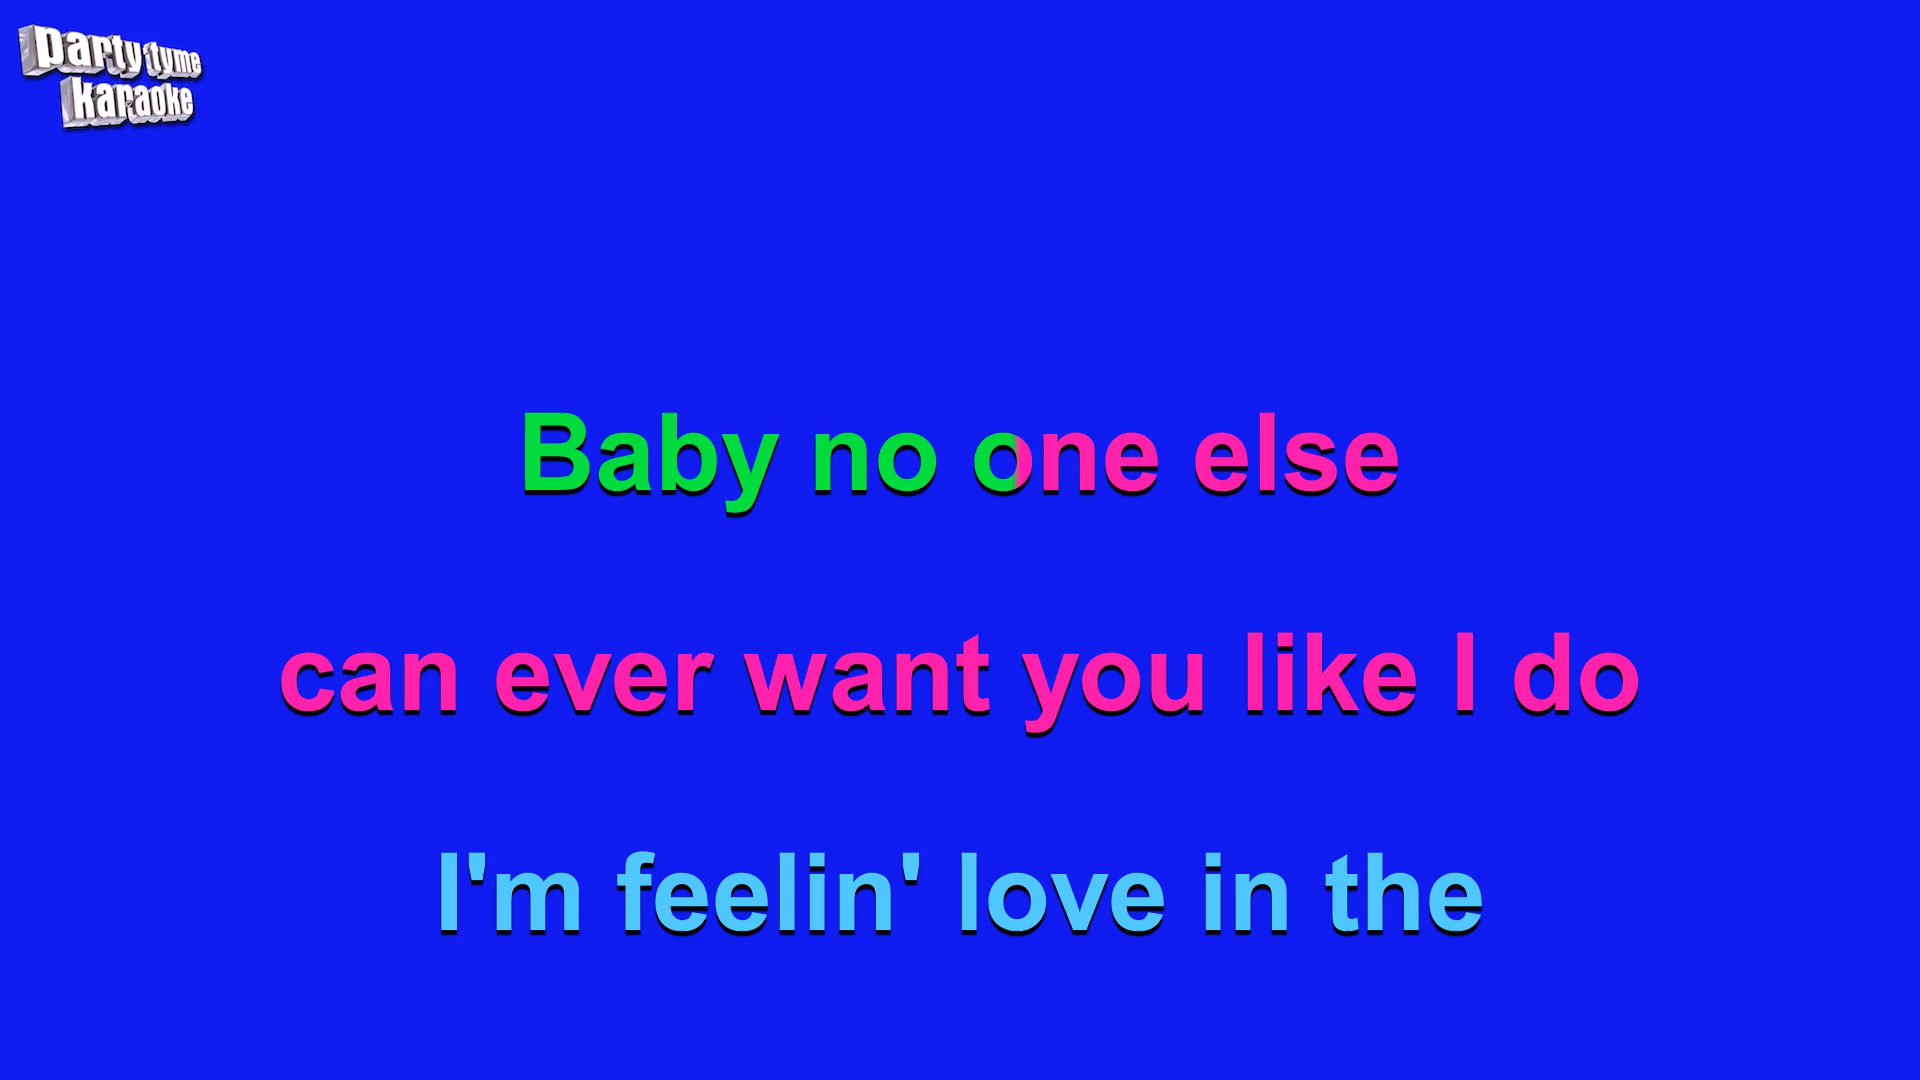 party tyme
karaoke
Baby no one else
can ever want you like I do
I'm feelin' love in the